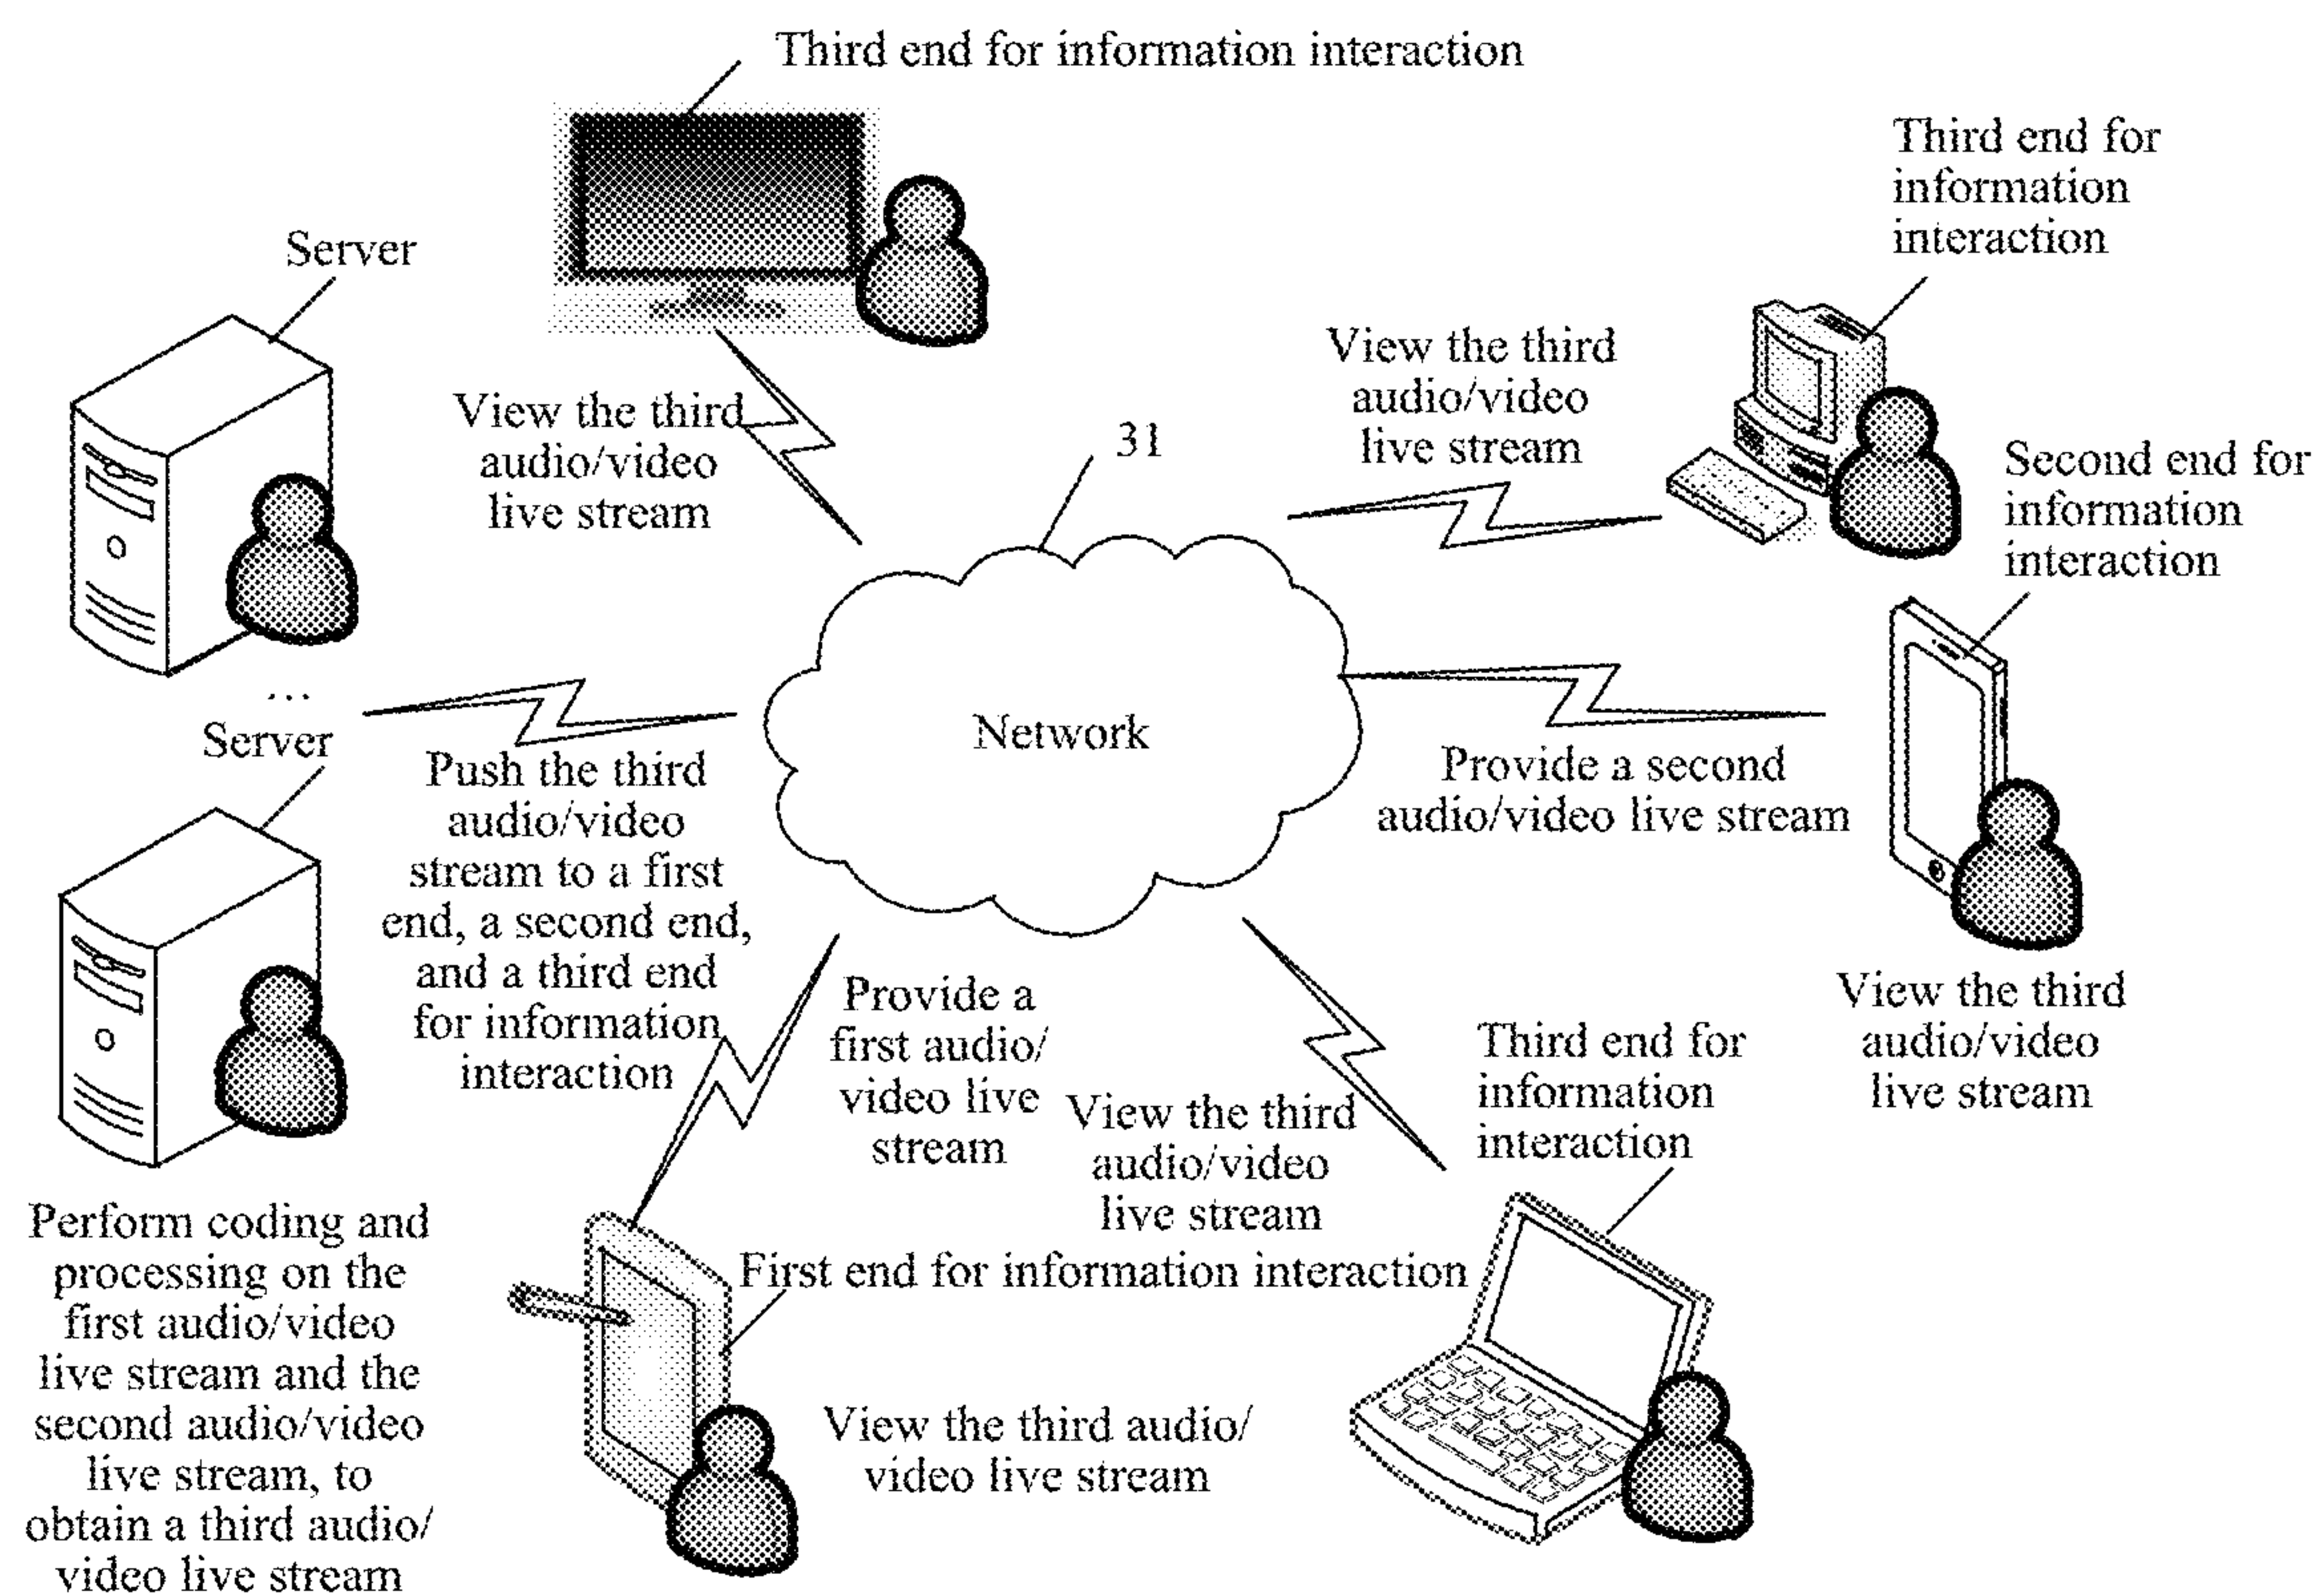 Third end for information interaction
Third end for
information
interaction
Server
View the third
audio/video
live stream
View the third
audio/video
live stream
31
Second end for
information
interaction
...
Server
Network
Push the third
audio/video
stream to a first
end, a second end,
and a third end
for information
interaction
Provide a second
audio/video live stream
View the third
audio/video
live stream
Provide a
first audio/
video live
stream
View the third
audio/video
live stream
Third end for
information
interaction
Perform coding and
processing on the
first audio/video
live stream and the
second audio/video
live stream, to
obtain a third audio/
video live stream
First end for information interaction
View the third audio/
video live stream